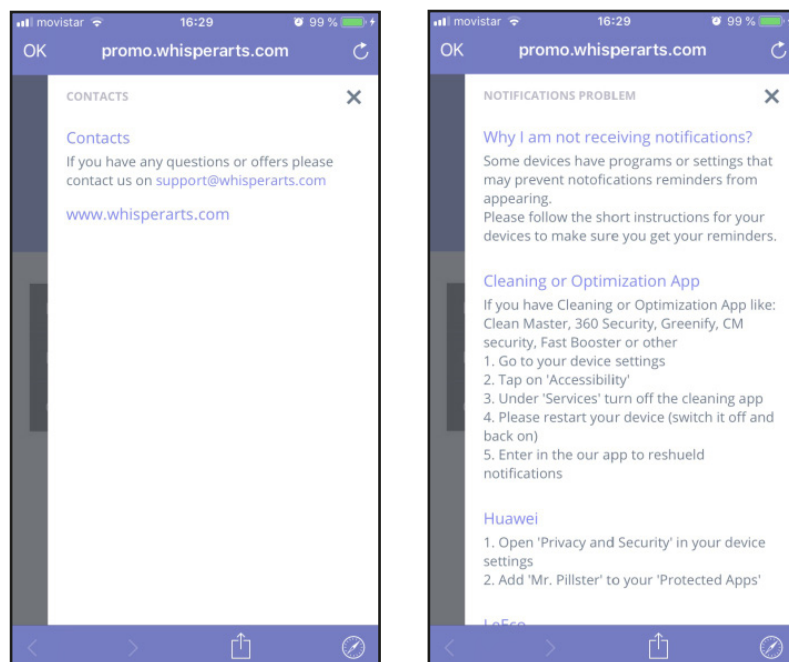 movistar 16:29 99 %
OK promo.whisperarts.com
CONTACTS
Contacts
If you have any questions or offers please
contact us on support@whisperarts.com
www.whisperarts.com
movistar 16:29 99 %
OK promo.whisperarts.com
NOTIFICATIONS PROBLEM
Why I am not receiving notifications?
Some devices have programs or settings that
may prevent notofications reminders from
appearing.
Please follow the short instructions for your
devices to make sure you get your reminders.
Cleaning or Optimization App
If you have Cleaning or Optimization App like:
Clean Master, 360 Security, Greenify, CM
security, Fast Booster or other
1. Go to your device settings
2. Tap on 'Accessibility'
3. Under 'Services' turn off the cleaning app
4. Please restart your device (switch it off and
back on)
5. Enter in the our app to reshueld
notifications
Huawei
1. Open 'Privacy and Security' in your device
settings
2. Add 'Mr. Pillster' to your 'Protected Apps'
LeEco